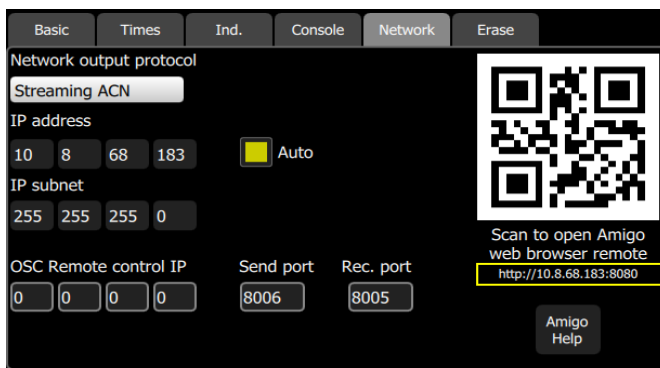 Basic Times Ind. Console Network Erase
Network output protocol
Streaming ACN
IP address
10 8 68 183 Auto
IP subnet
255 255 255 0
OSC Remote control IP Send port Rec. port
0 0 0 0 8006 8005
Scan to open Amigo
web browser remote
http://10.8.68.183:8080
Amigo
Help